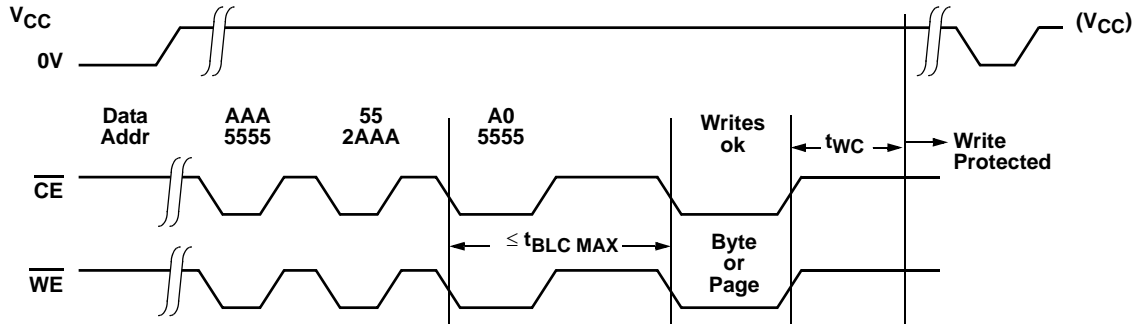 VCC
(VCC)
0V
Data AAA 55 A0 Writes
Addr 5555 2AAA 5555 ok
tWC
Write
Protected
CE
≤ tBLC MAX
Byte
or
Page
WE